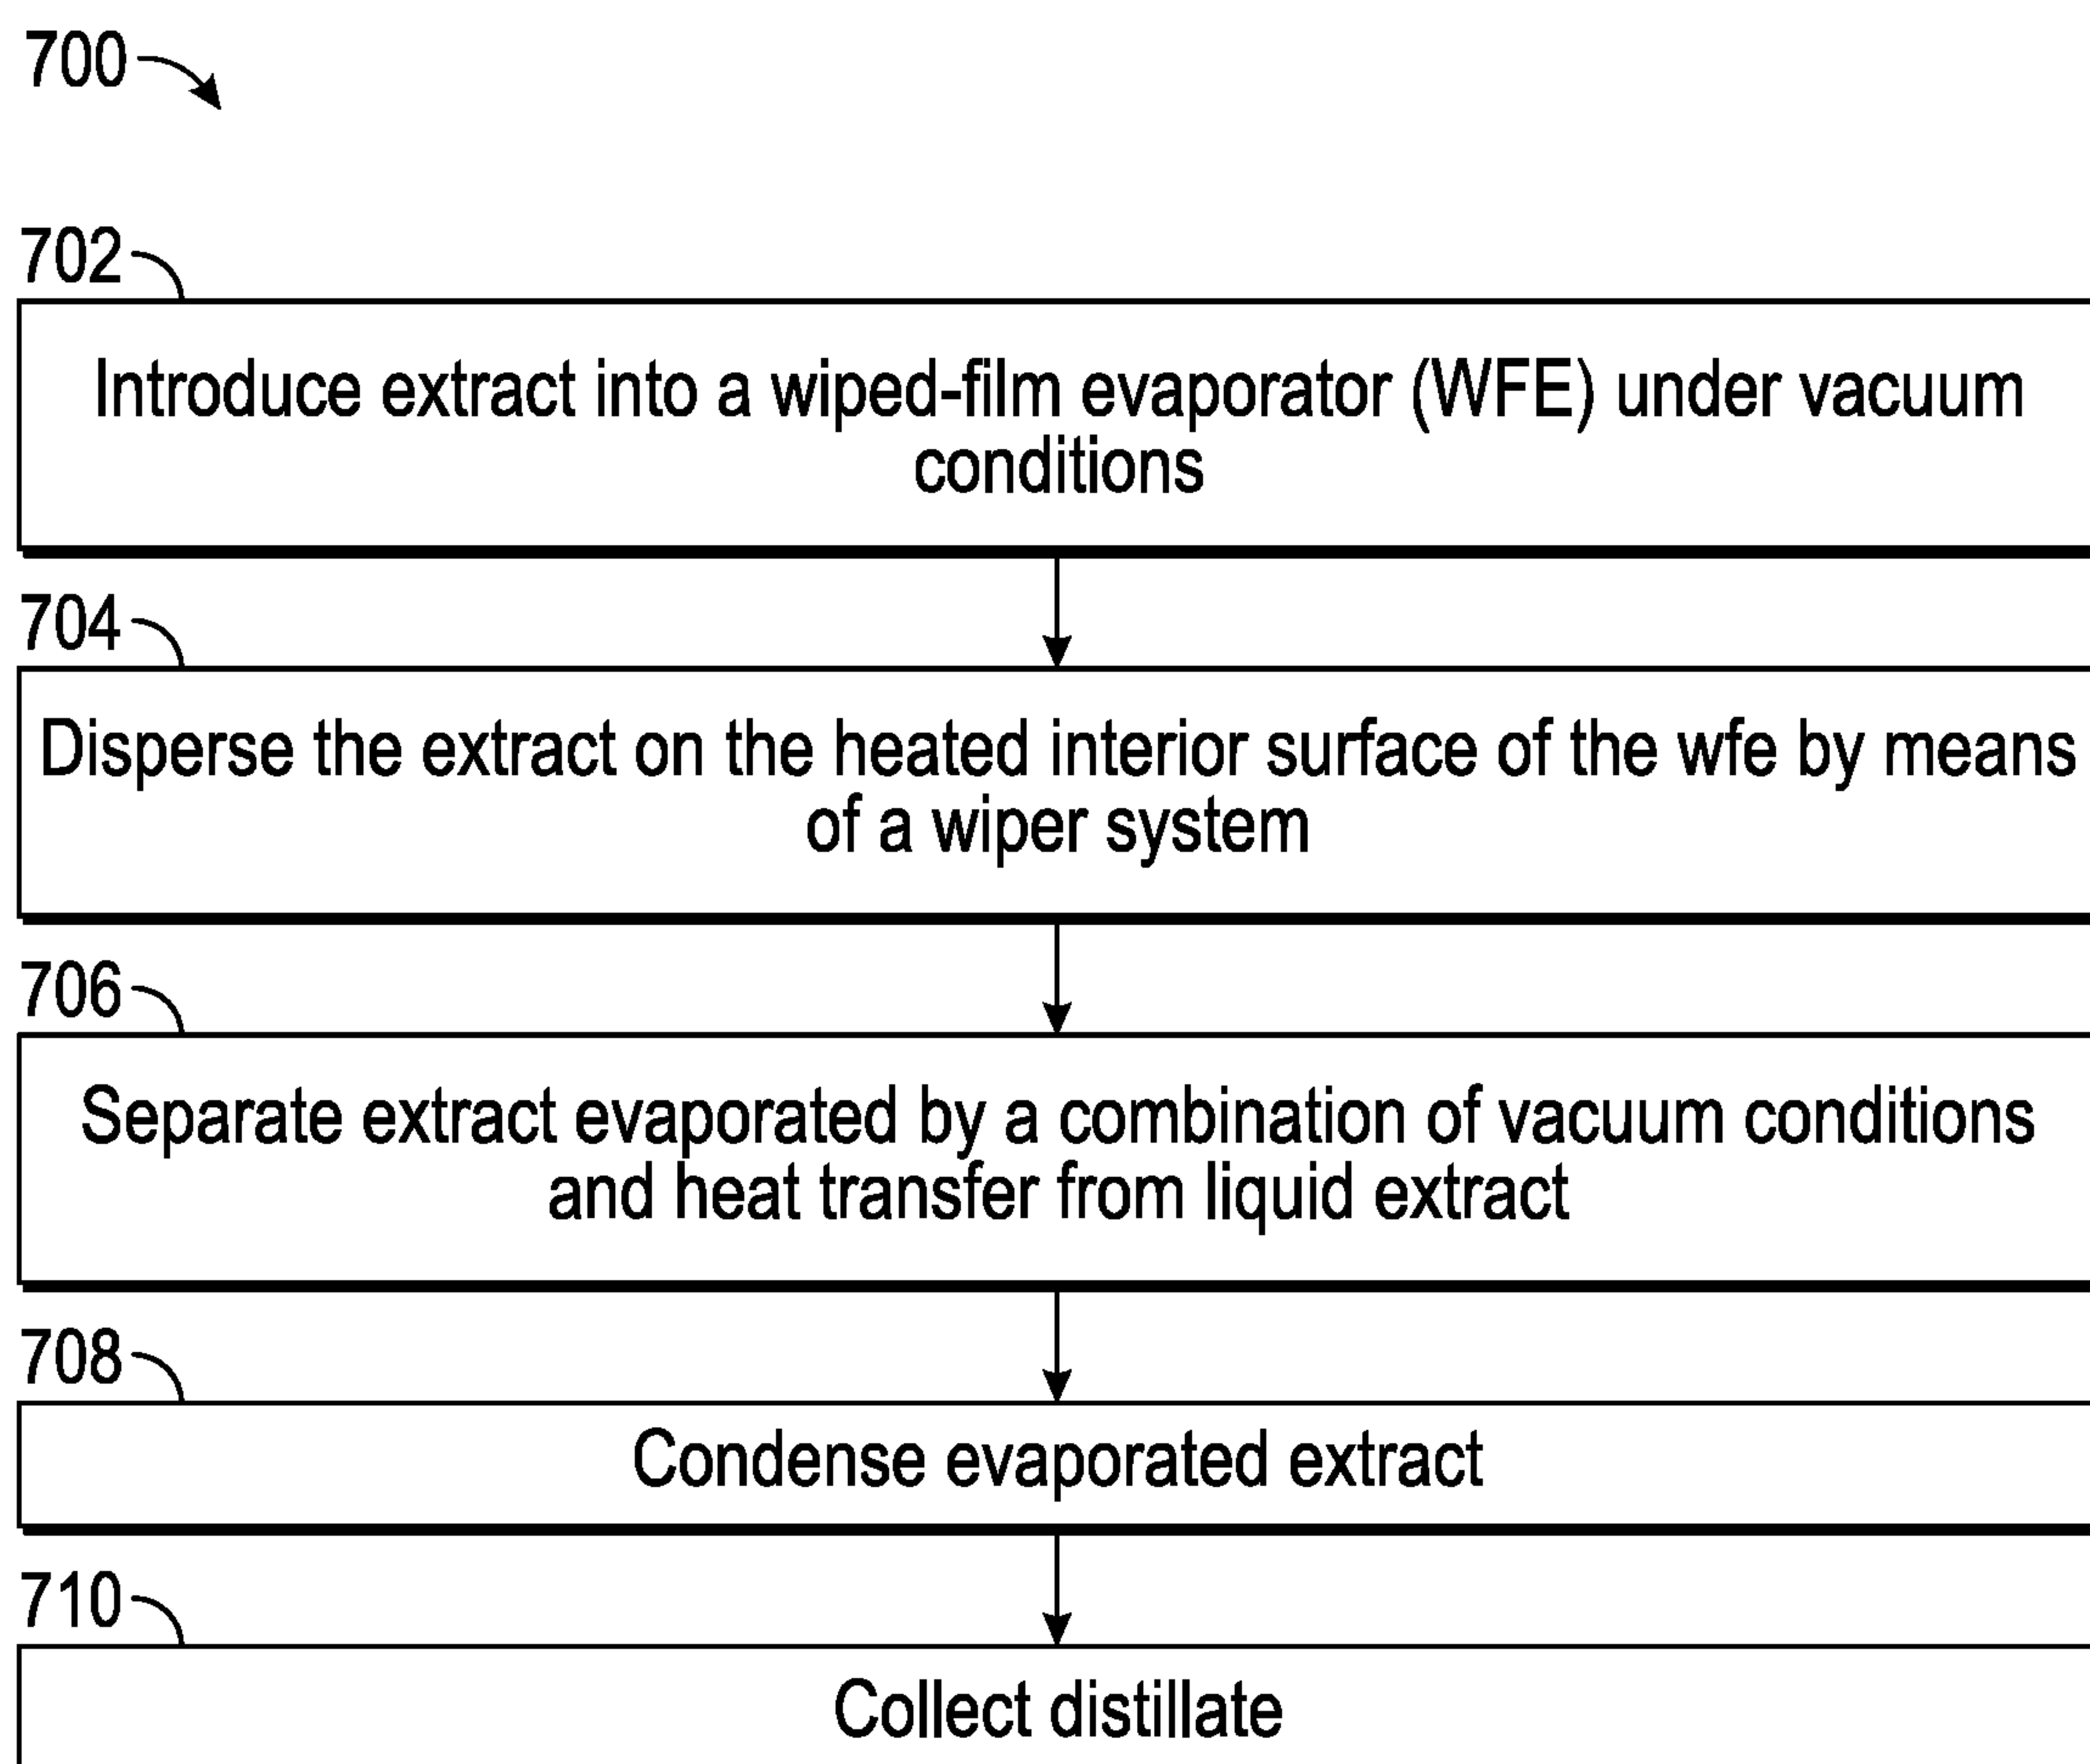 700
702
Introduce extract into a wiped-film evaporator (WFE) under vacuum
conditions
704
Disperse the extract on the heated interior surface of the wfe by means
of a wiper system
706
Separate extract evaporated by a combination of vacuum conditions
and heat transfer from liquid extract
708
Condense evaporated extract
710
Collect distillate